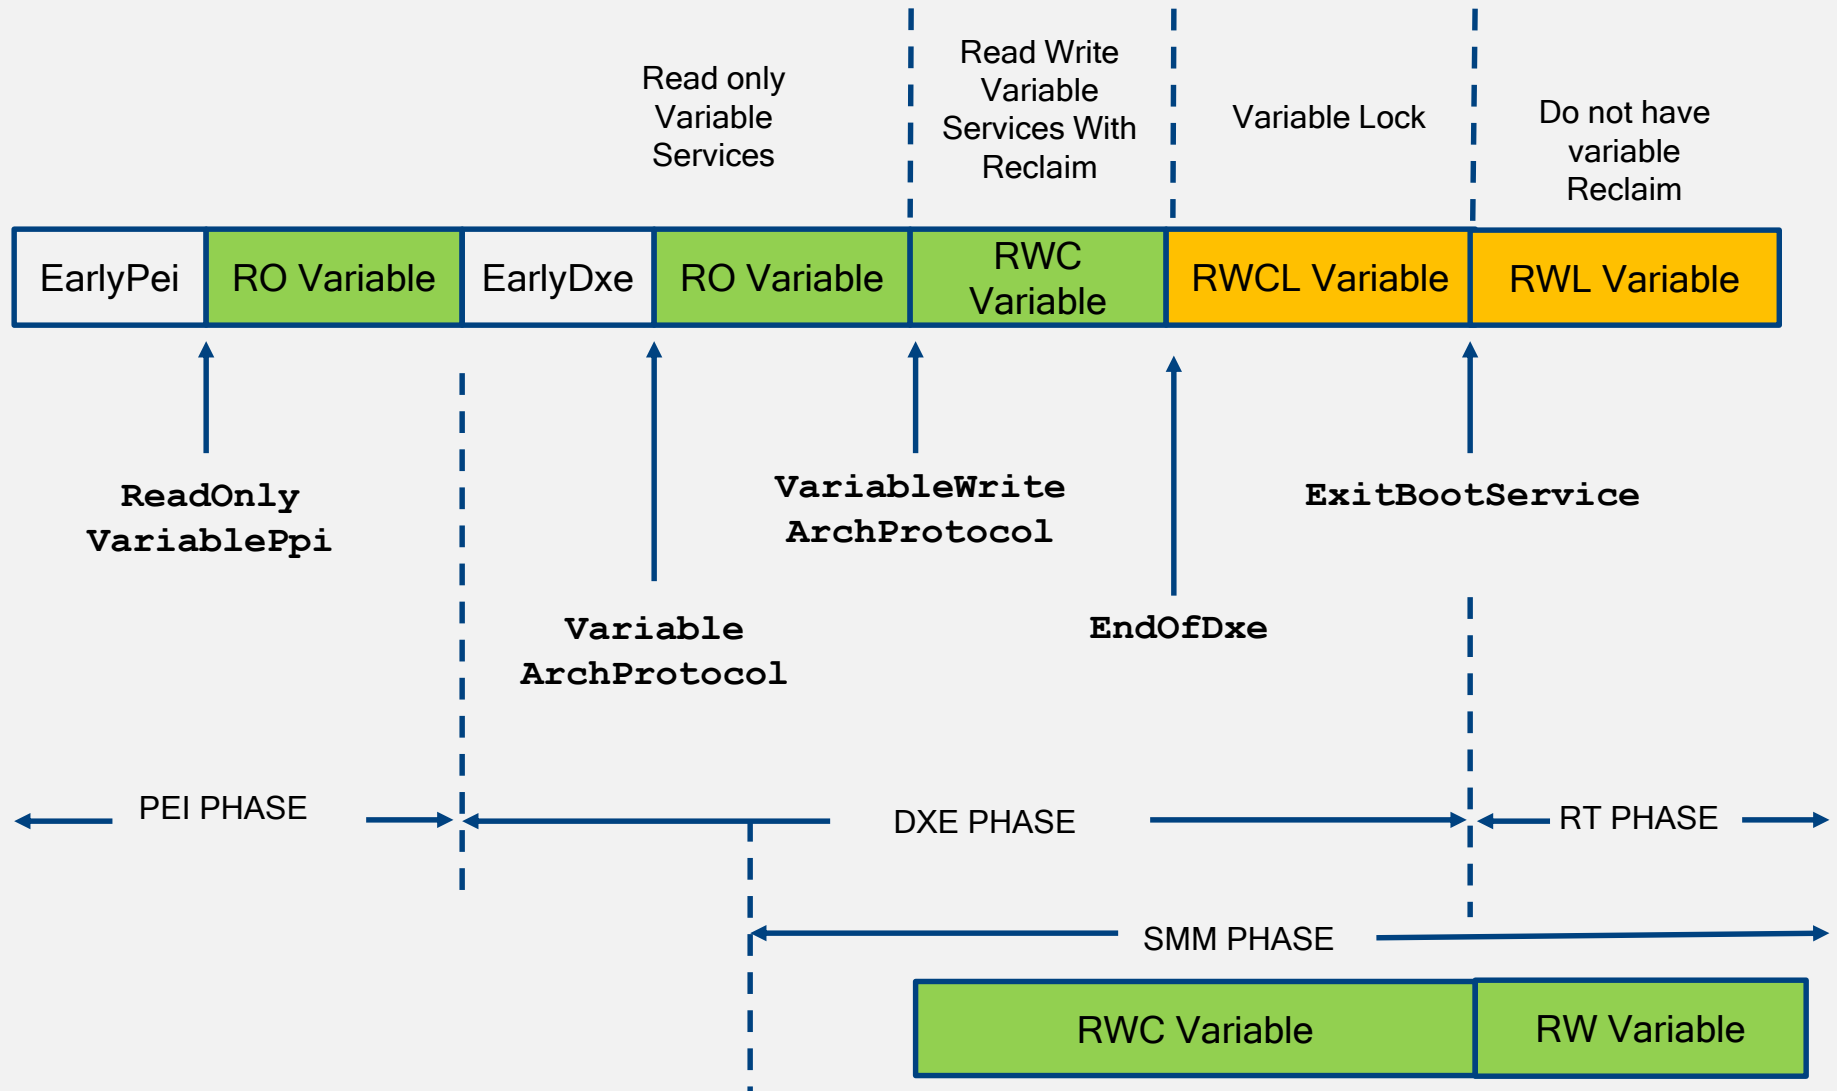 Read only
Variable
Services
Read Write
Variable
Services With
Reclaim
Variable Lock
Do not have
variable
Reclaim
EarlyPei
RO Variable
EarlyDxe
RO Variable
RWC
Variable
RWCL Variable
RWL Variable
ReadOnly
VariablePpi
Variable
ArchProtocol
VariableWrite
ArchProtocol
EndOfDxe
ExitBootService
PEI PHASE
DXE PHASE
RT PHASE
SMM PHASE
RWC Variable
RW Variable